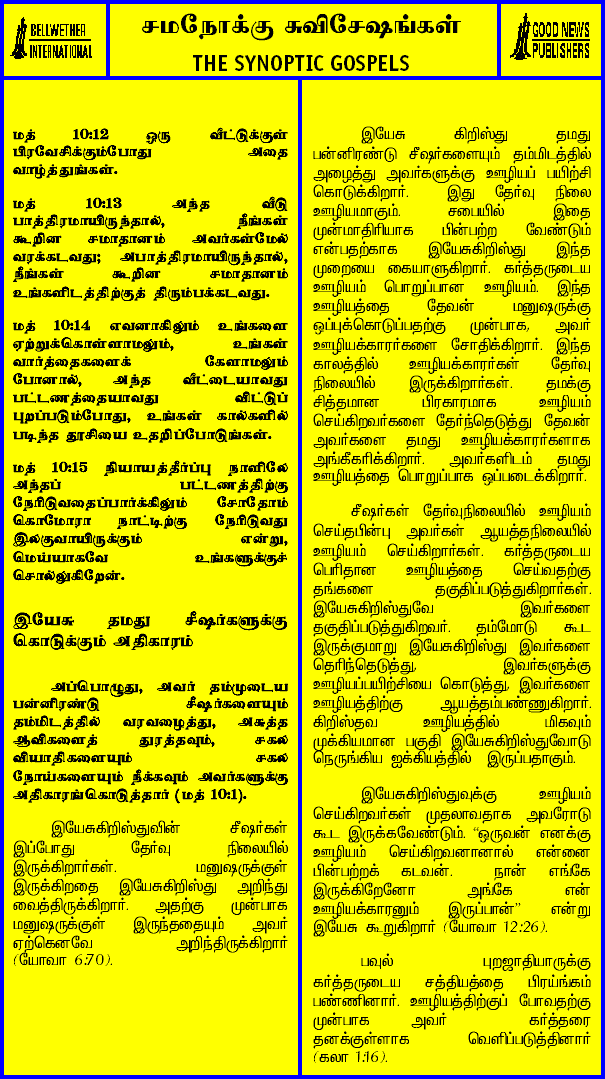 BELLWETHER
INTERNATIONAL
சமநோக்கு சுவிசேஷங்கள்
THE SYNOPTIC GOSPELS
GOOD NEWS
PUBLISHERS
மத் 10:12 ஒரு வீட்டுக்குள்
பிரவேசிக்கும்போது அதை
வாழ்த்துங்கள்.
மத் 10:13 அந்த வீடு
பாத்திரமாயிருந்தால், நீங்கள்
கூறின சமாதானம் அவர்கள்மேல்
வரக்கடவது; அபாத்திரமாயிருந்தால்,
நீங்கள் கூறின சமாதானம்
உங்களிடத்திற்குத் திரும்பக்கடவது.
மத் 10:14 எவனாகிலும் உங்களை
ஏற்றுக்கொள்ளாமலும், உங்கள்
வார்த்தைகளைக் கேளாமலும்
போனால், அந்த வீட்டையாவது
பட்டணத்தையாவது விட்டுப்
புறப்படும்போது, உங்கள் கால்களில்
படிந்த தூசியை உதறிப்போடுங்கள்.
மத் 10:15 நியாயத்தீர்ப்பு நாளிலே
அந்தப் பட்டணத்திற்கு
நேரிடுவதைப்பார்க்கிலும் சோதோம்
கொமோரா நாட்டிற்கு நேரிடுவது
இலகுவாயிருக்கும் என்று,
மெய்யாகவே உங்களுக்குச்
சொல்லுகிறேன்.
இயேசு தமது சீஷர்களுக்கு
கொடுக்கும் அதிகாரம்
அப்பொழுது, அவர் தம்முடைய
பன்னிரண்டு சீஷர்களையும்
தம்மிடத்தில் வரவழைத்து, அசுத்த
ஆவிகளைத் துரத்தவும், சகல
வியாதிகளையும் சகல
நோய்களையும் நீக்கவும் அவர்களுக்கு
அதிகாரங்கொடுத்தார் (மத் 10:1).
இயேசுகிறிஸ்துவின் சீஷர்கள்
இப்போது தேர்வு நிலையில்
இருக்கிறார்கள். மனுஷருக்குள்
இருக்கிறதை இயேசுகிறிஸ்து அறிந்து
வைத்திருக்கிறார். அதற்கு முன்பாக
மனுஷருக்குள் இருந்ததையும் அவர்
ஏற்கெனவே அறிந்திருக்கிறார்
(யோவா 6:70).
இயேசு கிறிஸ்து தமது
பன்னிரண்டு சீஷர்களையும் தம்மிடத்தில்
அழைத்து அவர்களுக்கு ஊழியப் பயிற்சி
கொடுக்கிறார். இது தேர்வு நிலை
ஊழியமாகும். சபையில் இதை
முன்மாதிரியாக பின்பற்ற வேண்டும்
என்பதற்காக இயேசுகிறிஸ்து இந்த
முறையை கையாளுகிறார். கர்த்தருடைய
ஊழியம் பொறுப்பான ஊழியம். இந்த
ஊழியத்தை தேவன் மனுஷருக்கு
ஒப்புக்கொடுப்பதற்கு முன்பாக, அவர்
ஊழியக்காரர்களை சோதிக்கிறார். இந்த
காலத்தில் ஊழியக்காரர்கள் தேர்வு
நிலையில் இருக்கிறார்கள். தமக்கு
சித்தமான பிரகாரமாக ஊழியம்
செய்கிறவர்களை தேர்ந்தெடுத்து தேவன்
அவர்களை தமது ஊழியக்காரர்களாக
அங்கீகரிக்கிறார். அவர்களிடம் தமது
ஊழியத்தை பொறுப்பாக ஒப்படைக்கிறார்.
சீஷர்கள் தேர்வுநிலையில் ஊழியம்
செய்தபின்பு அவர்கள் ஆயத்தநிலையில்
ஊழியம் செய்கிறார்கள். கர்த்தருடைய
பெரிதான ஊழியத்தை செய்வதற்கு
தங்களை தகுதிப்படுத்துகிறார்கள்.
இயேசுகிறிஸ்துவே இவர்களை
தகுதிப்படுத்துகிறவர். தம்மோடு கூட
இருக்குமாறு இயேசுகிறிஸ்து இவர்களை
தெரிந்தெடுத்து, இவர்களுக்கு
ஊழியப்பயிற்சியை கொடுத்து, இவர்களை
ஊழியத்திற்கு ஆயத்தம்பண்ணுகிறார்.
கிறிஸ்தவ ஊழியத்தில் மிகவும்
முக்கியமான பகுதி இயேசுகிறிஸ்துவோடு
நெருங்கிய ஐக்கியத்தில் இருப்பதாகும்.
இயேசுகிறிஸ்துவுக்கு ஊழியம்
செய்கிறவர்கள் முதலாவதாக அவரோடு
கூட இருக்கவேண்டும். “ஒருவன் எனக்கு
ஊழியம் செய்கிறவனானால் என்னை
பின்பற்றக் கடவன். நான் எங்கே
இருக்கிறேனோ அங்கே என்
ஊழியக்காரனும் இருப்பான்” என்று
இயேசு கூறுகிறார் (யோவா 12:26).
பவுல் புறஜாதியாருக்கு
கர்த்தருடைய சத்தியத்தை பிரய்ங்கம்
பண்ணினார். ஊழியத்திற்குப் போவதற்கு
முன்பாக அவர் கர்த்தரை
தனக்குள்ளாக வெளிப்படுத்தினார்
(கலா 1:16).